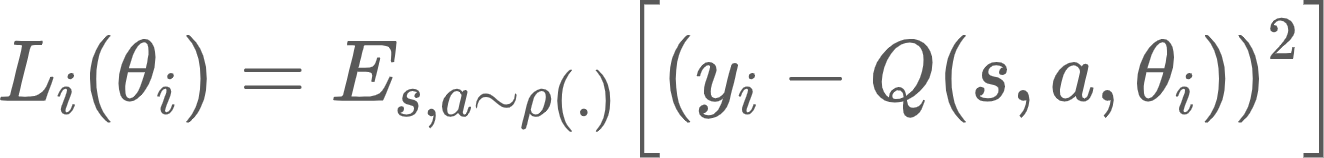 L_i(θ_i) = E_{s,a∼ρ(.)}[(y_i − Q(s, a, θ_i))^2]